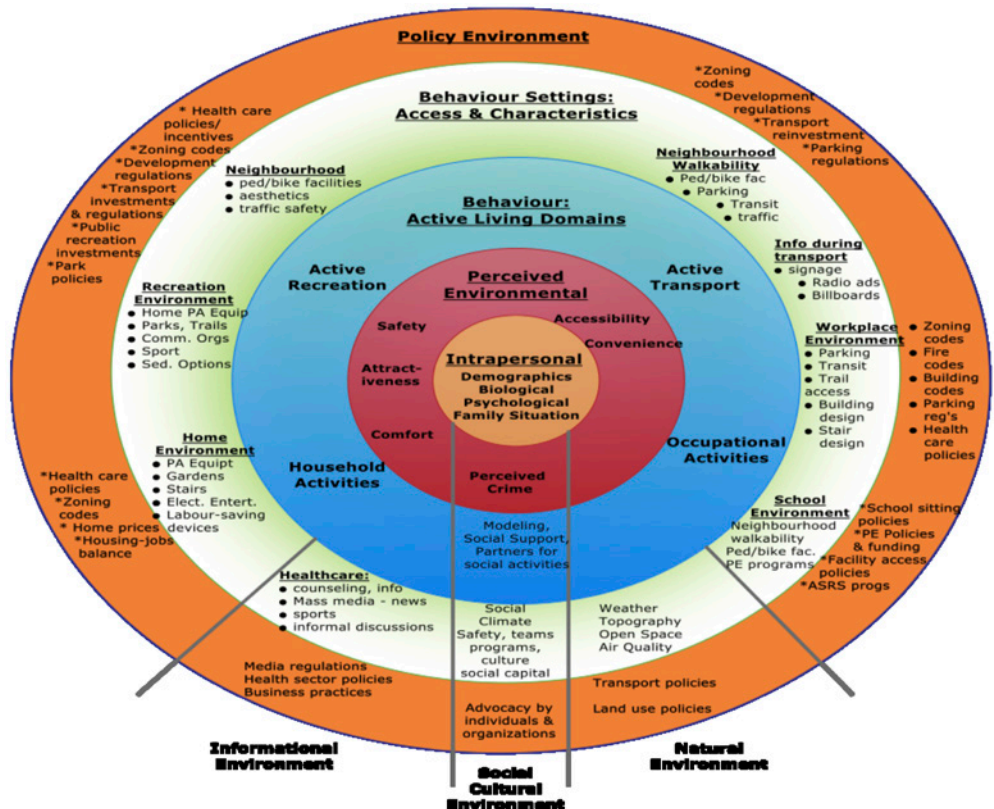 Policy Environment
*Zoning
codes
*Development
regulations
*Transport
reinvestment
*Parking
regulations
Behaviour Settings:
Access & Characteristics
* Health care
policies/
incentives
*Zoning codes
*Development
regulations
*Transport
investments
& regulations
*Public
recreation
investments
*Park
policies
Neighbourhood
● ped/bike facilities
● aesthetics
● traffic safety
Neighbourhood
Walkability
● Ped/bike fac
● Parking
● Transit
● traffic
Behaviour:
Active Living Domains
Info during
transport
● signage
● Radio ads
● Billboards
Active
Recreation
Active
Transport
Perceived
Environmental
Recreation
Environment
● Home PA Equip
● Parks, Trails
● Comm. Orgs
● Sport
● Sed. Options
Safety
Accessibility
Convenience
Attract-
iveness
Comfort
Perceived
Crime
Intrapersonal
Demographics
Biological
Psychological
Family Situation
Workplace
Environment
● Parking
● Transit
● Trail
access
● Building
design
● Stair
design
● Zoning
codes
● Fire
codes
● Building
codes
● Parking
reg's
● Health
care
policies
Home
Environment
● PA Equipt
● Gardens
● Stairs
● Elect. Entert.
● Labour-saving
devices
Household
Activities
Occupational
Activities
*Health care
policies
*Zoning
codes
* Home prices
*Housing-jobs
balance
School
Environment
Neighbourhood
walkability
Ped/bike fac.
PE programs
*School sitting
policies
*PE Policies
& funding
*Facility access
policies
*ASRS progs
Modeling,
Social Support,
Partners for
social activities
Healthcare:
● counseling, info
● Mass media - news
● sports
● informal discussions
Social
Climate
Safety, teams
programs,
culture
social capital
Weather
Topography
Open Space
Air Quality
Media regulations
Health sector policies
Business practices
Advocacy by
individuals &
organizations
Transport policies
Land use policies
Informational
Environment
Social
Cultural
Environment
Natural
Environment